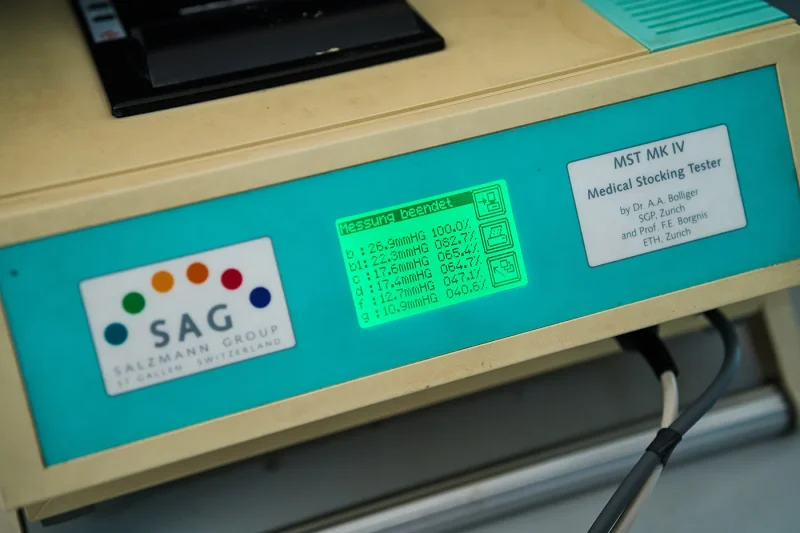 SAG
SALZMANN GROUP
ST GALLEN SWITZERLAND
Messung beendet
b :26.9mmHG 100.0%
b1:22.3mmHG 082.7%
c :17.6mmHG 065.4%
d :17.4mmHG 064.7%
f :12.7mmHG 047.1%
g :10.9mmHG 040.6%
MST MK IV
Medical Stocking Tester
by Dr. A.A. Bolliger
SGP, Zurich
and Prof. F.E. Borgnis
ETH, Zurich